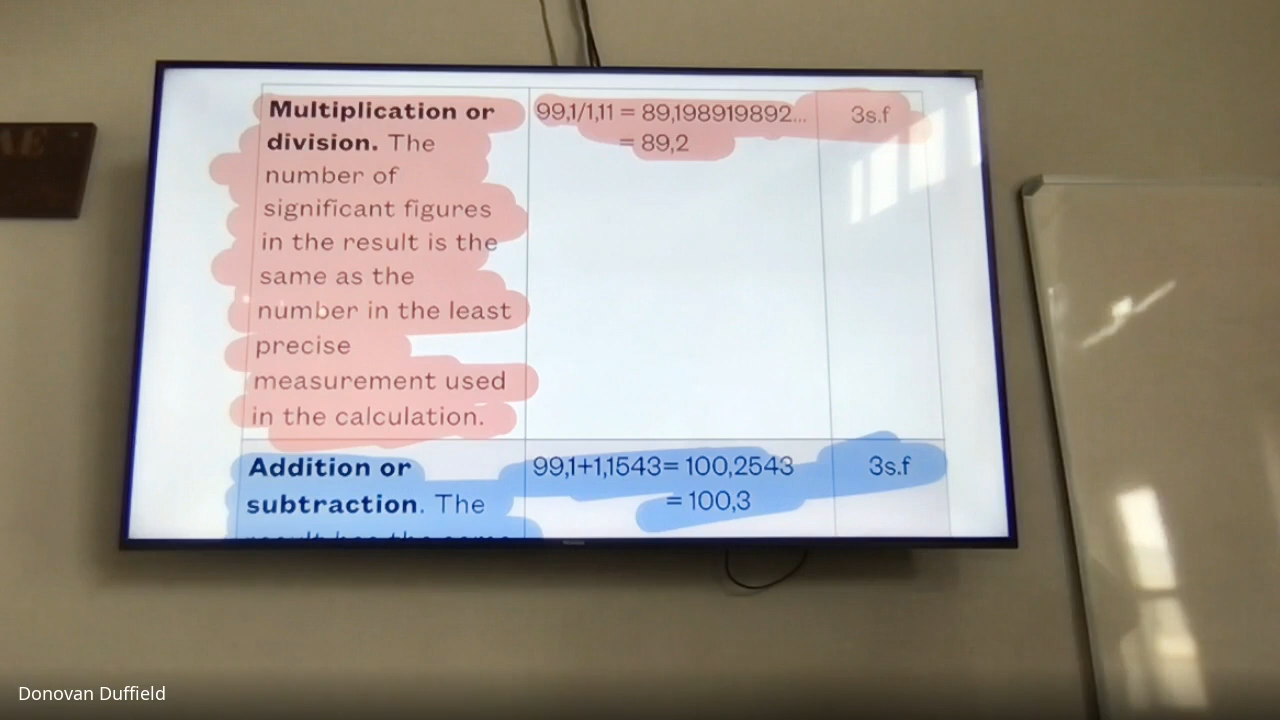 AE
Multiplication or
division. The
number of
significant figures
in the result is the
same as the
number in the least
precise
measurement used
in the calculation.
99,1/1,11 = 89,198919892...
= 89,2
3s.f
Addition or
subtraction. The
99,1+1,1543= 100,2543
= 100,3
3s.f
Donovan Duffield